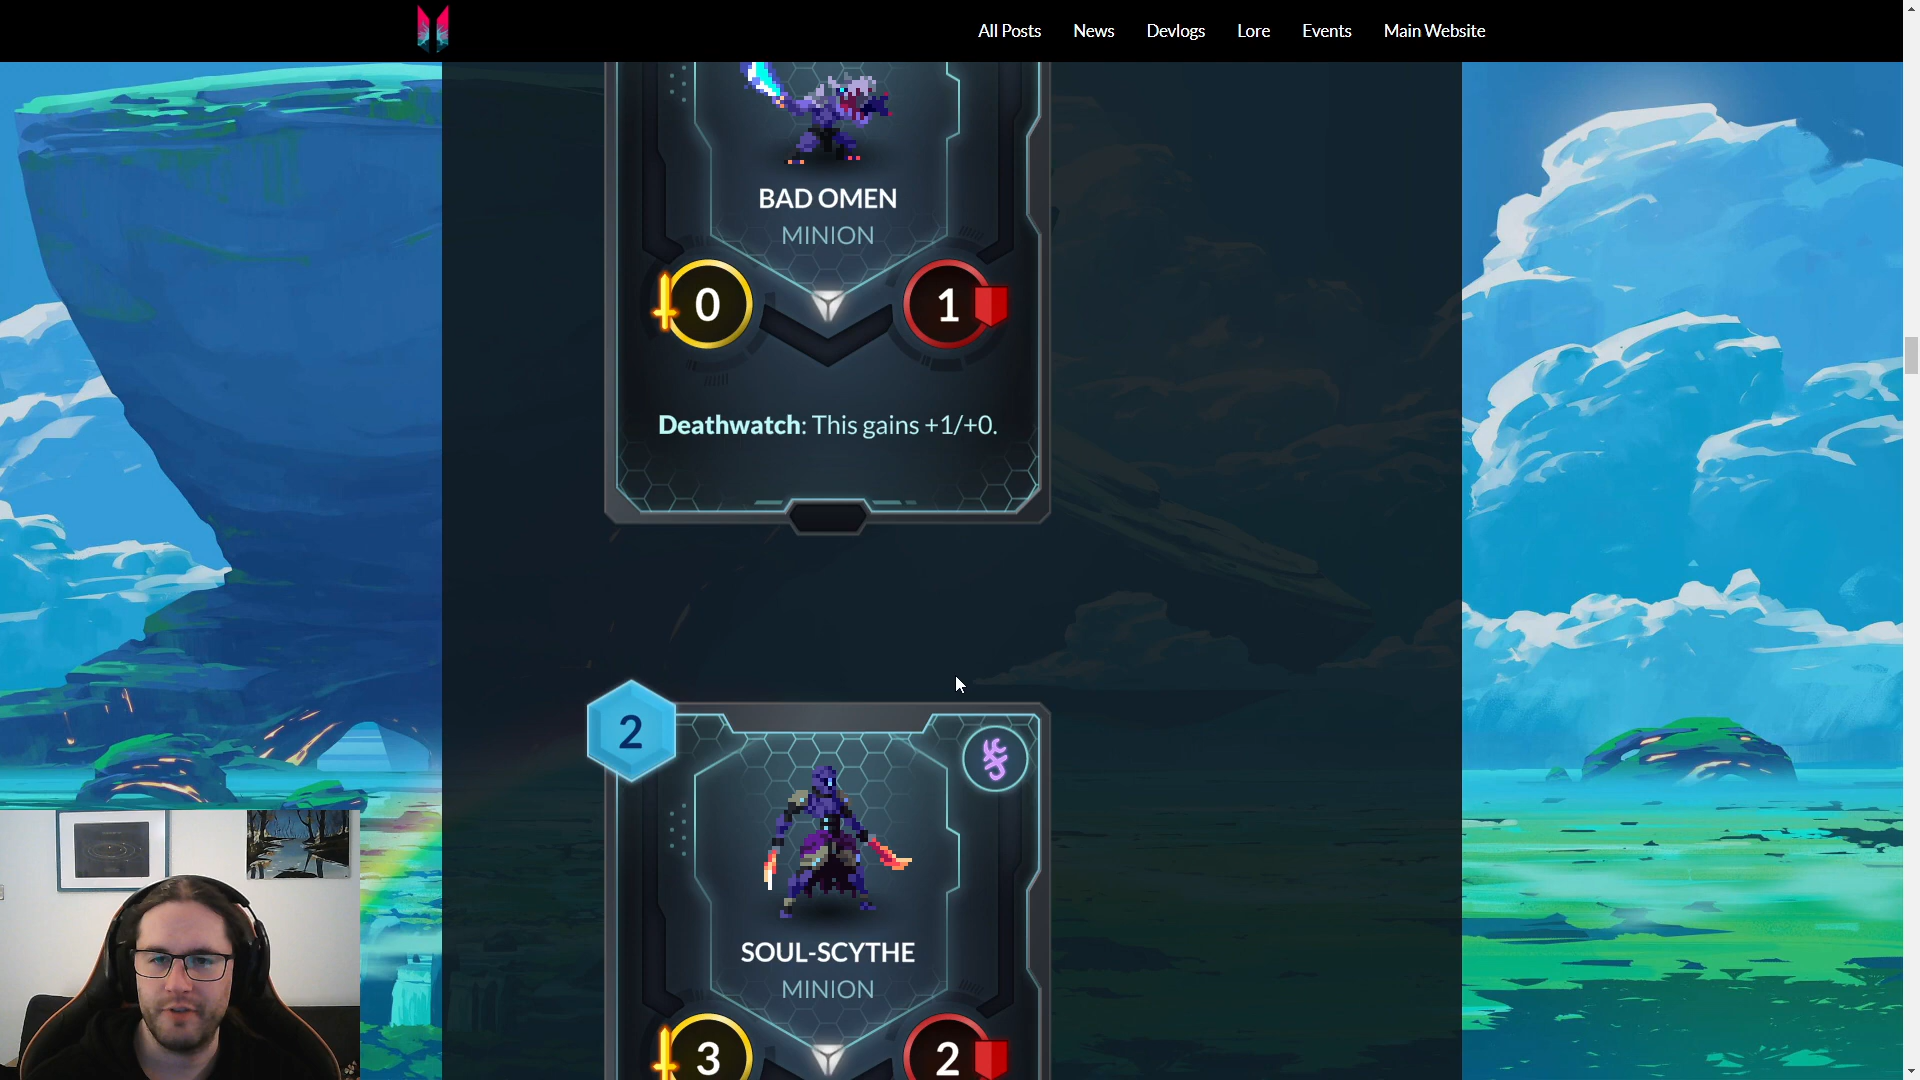 All Posts News Devlogs Lore Events Main Website
BAD OMEN
MINION
0 1
Deathwatch: This gains +1/+0.
2
SOUL-SCYTHE
MINION
3 2